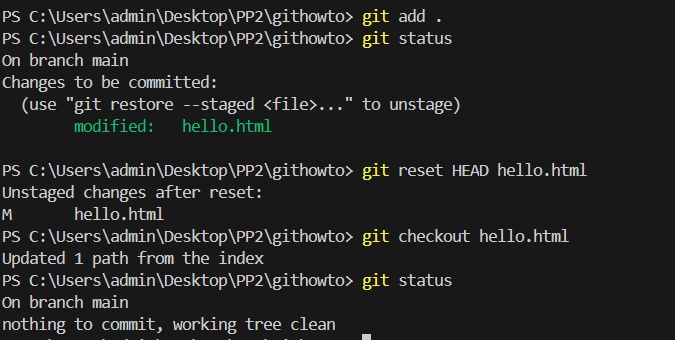 PS C:\Users\admin\Desktop\PP2\githowto> git add .
PS C:\Users\admin\Desktop\PP2\githowto> git status
On branch main
Changes to be committed:
  (use "git restore --staged <file>..." to unstage)
        modified:   hello.html

PS C:\Users\admin\Desktop\PP2\githowto> git reset HEAD hello.html
Unstaged changes after reset:
M       hello.html
PS C:\Users\admin\Desktop\PP2\githowto> git checkout hello.html
Updated 1 path from the index
PS C:\Users\admin\Desktop\PP2\githowto> git status
On branch main
nothing to commit, working tree clean